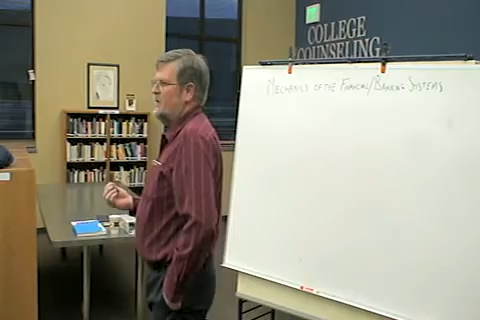 COLLEGE
COUNSELING
MECHANICS OF THE FINANCIAL/BANKING SYSTEMS